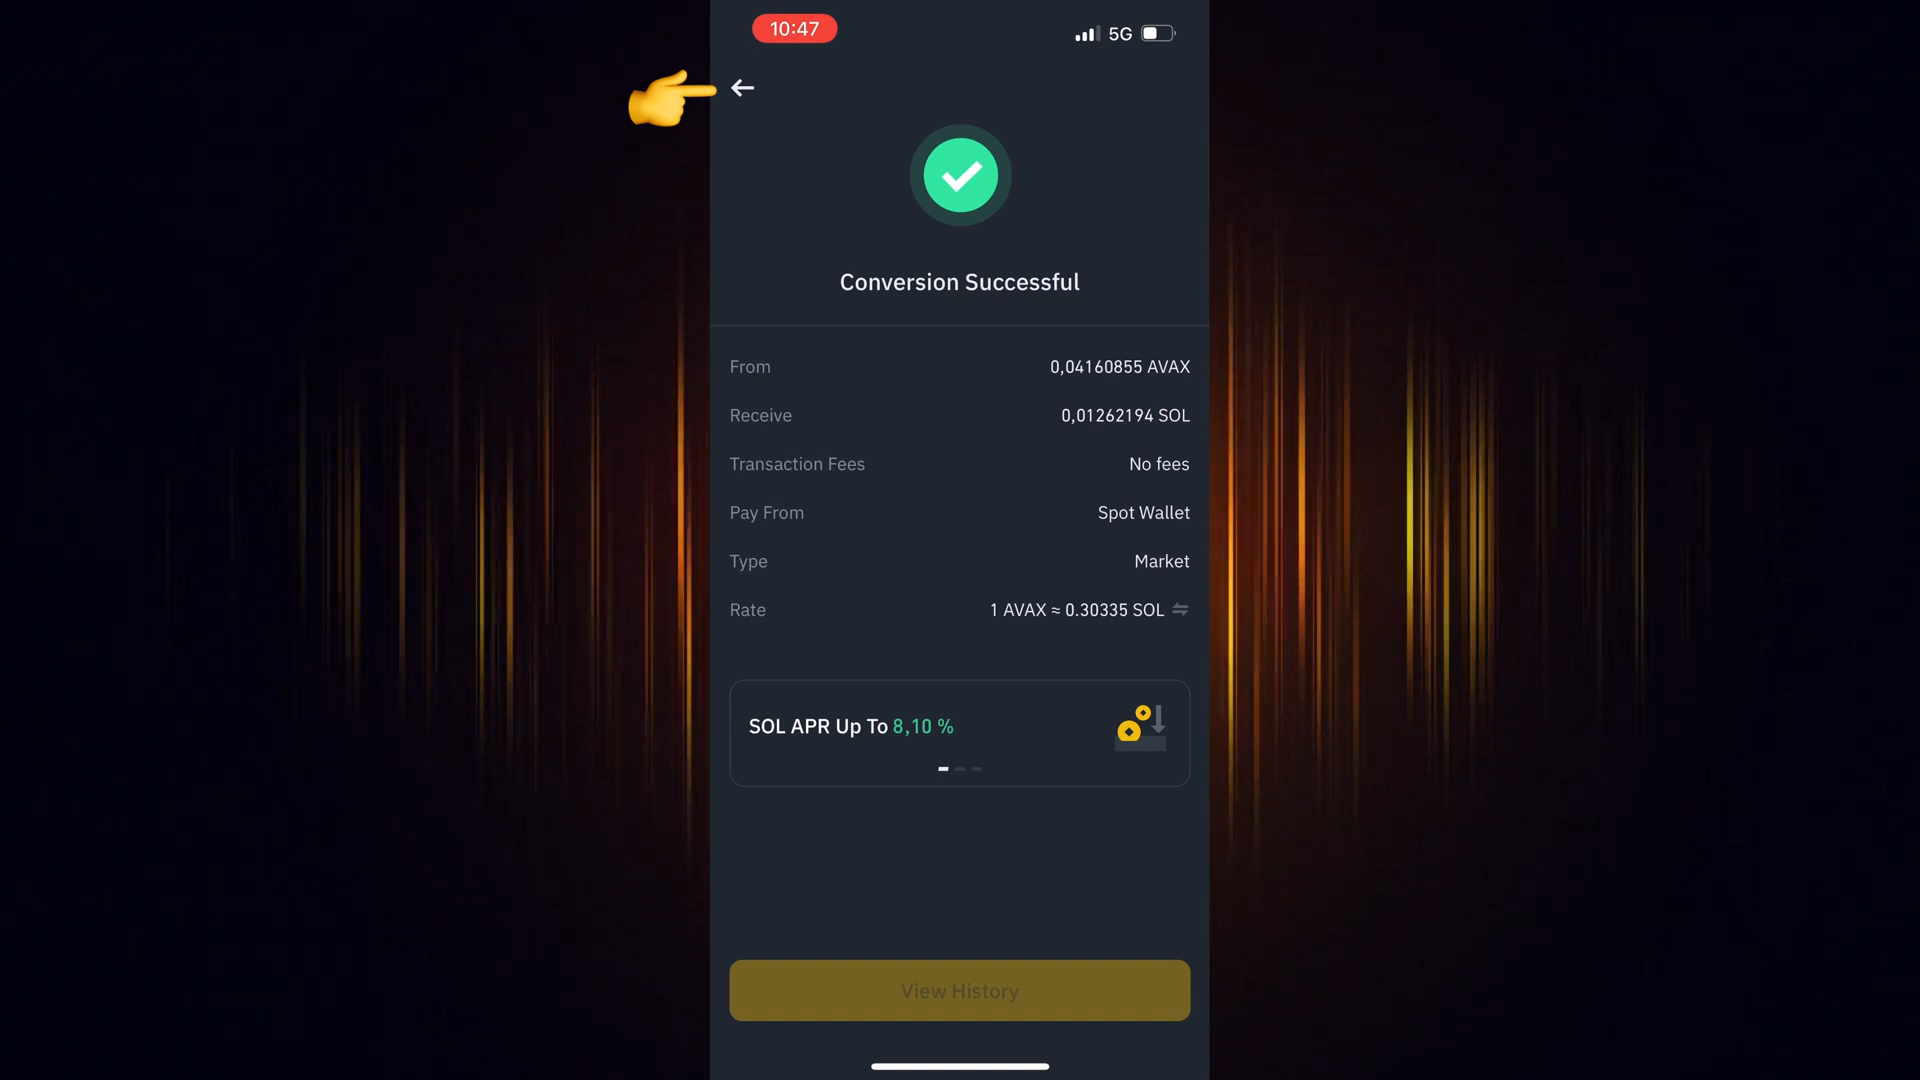 10:47
5G
Conversion Successful
From 0,04160855 AVAX
Receive 0,01262194 SOL
Transaction Fees No fees
Pay From Spot Wallet
Type Market
Rate 1 AVAX ≈ 0.30335 SOL
SOL APR Up To 8,10 %
View History